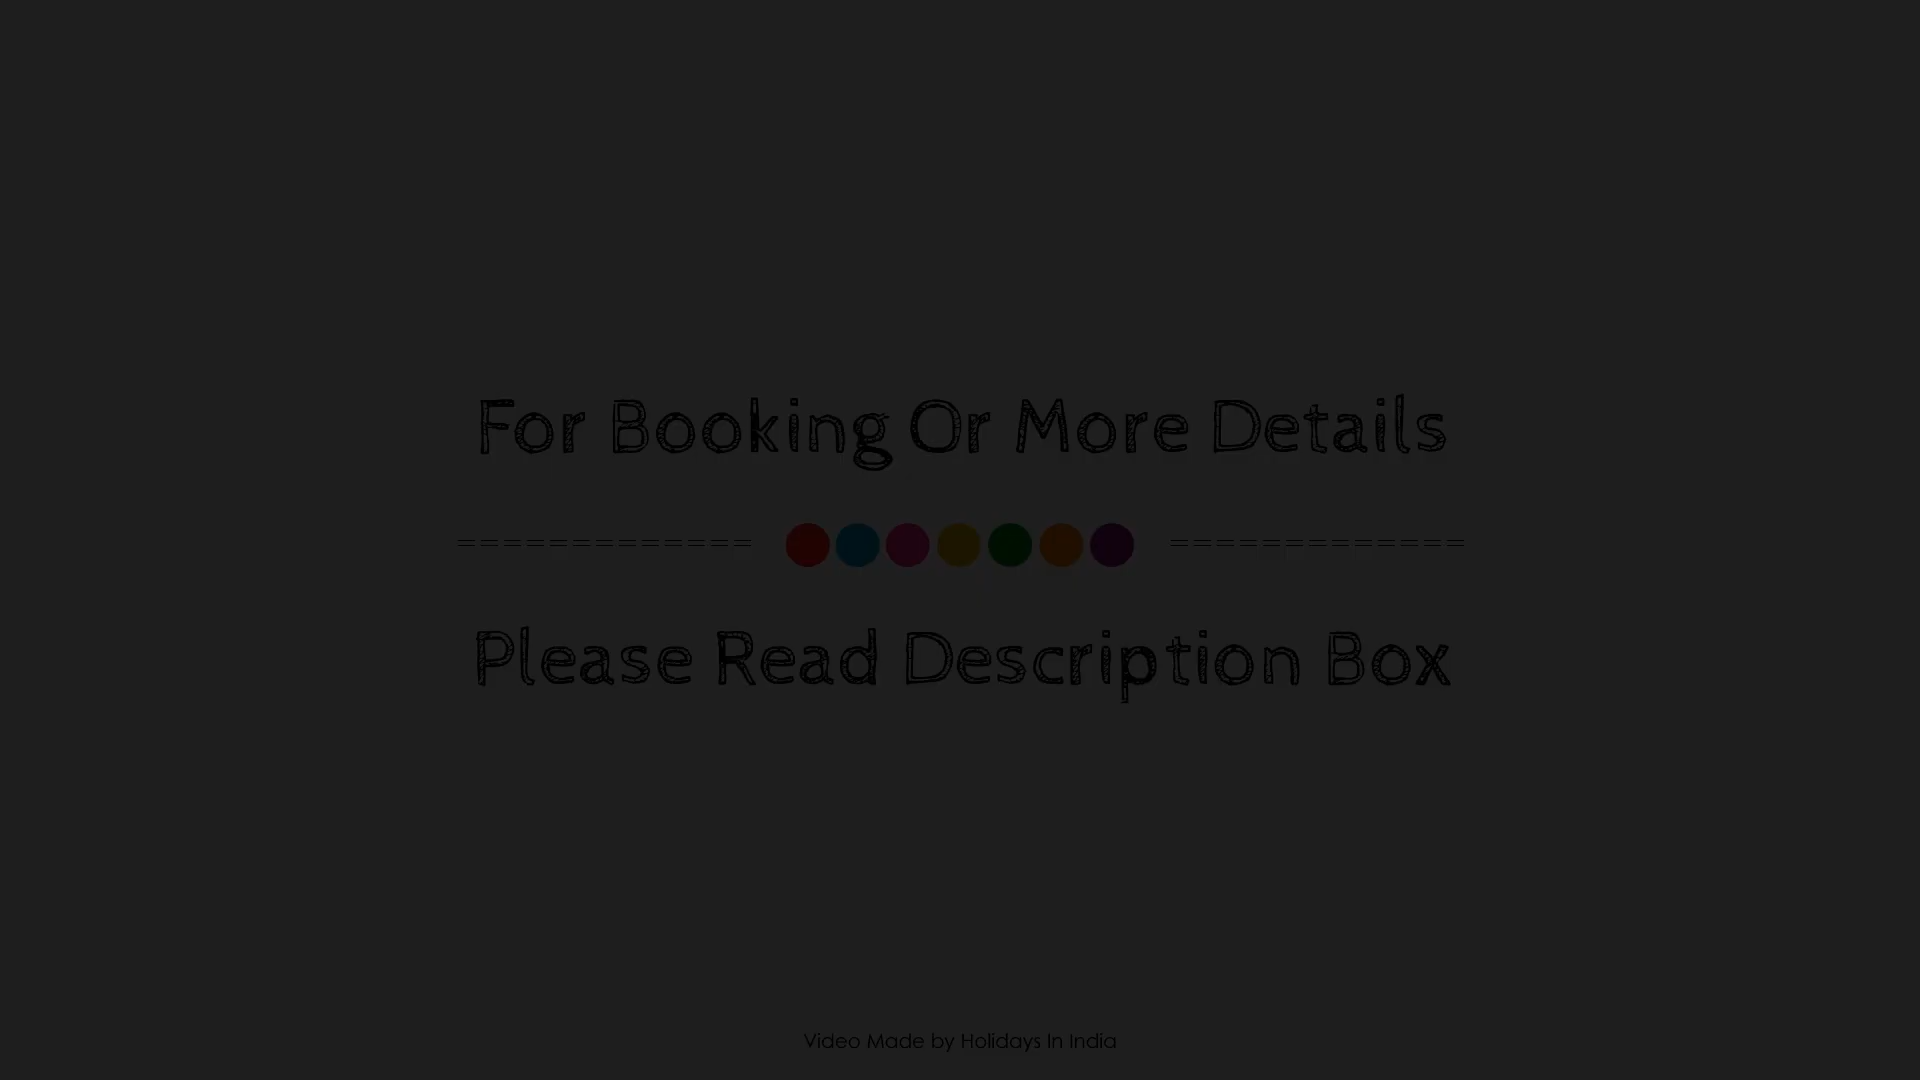 For Booking Or More Details
============= =============
Please Read Description Box
Video Made by Holidays In India